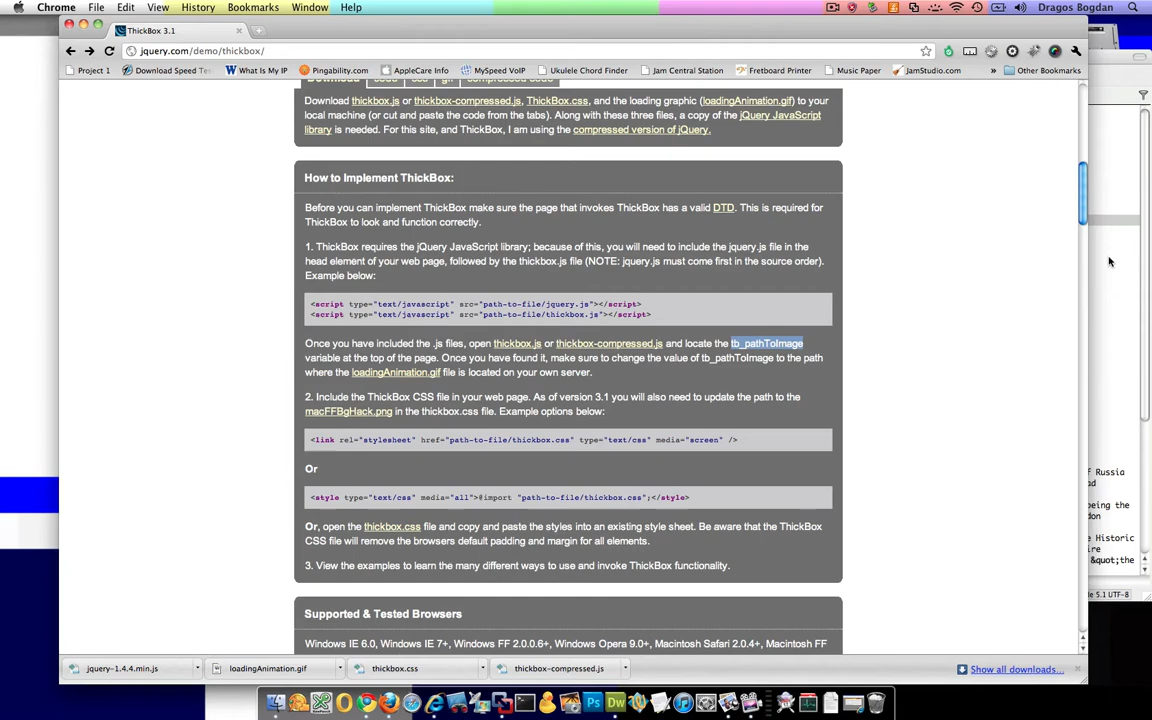 Chrome File Edit View History Bookmarks Window Help Dragos Bogdan
ThickBox 3.1
jquery.com/demo/thickbox/
Project 1 Download Speed Te What Is My IP Pingability.com AppleCare Info MySpeed VoIP Ukulele Chord Finder Jam Central Station Fretboard Printer Music Paper JamStudio.com » Other Bookmarks
Download thickbox.js or thickbox-compressed.js, ThickBox.css, and the loading graphic (loadingAnimation.gif) to your
local machine (or cut and paste the code from the tabs). Along with these three files, a copy of the jQuery JavaScript
library is needed. For this site, and ThickBox, I am using the compressed version of jQuery.
How to Implement ThickBox:
Before you can implement ThickBox make sure the page that invokes ThickBox has a valid DTD. This is required for
ThickBox to look and function correctly.
1. ThickBox requires the jQuery JavaScript library; because of this, you will need to include the jquery.js file in the
head element of your web page, followed by the thickbox.js file (NOTE: jquery.js must come first in the source order).
Example below:
<script type="text/javascript" src="path-to-file/jquery.js"></script>
<script type="text/javascript" src="path-to-file/thickbox.js"></script>
Once you have included the .js files, open thickbox.js or thickbox-compressed.js and locate the tb_pathToImage
variable at the top of the page. Once you have found it, make sure to change the value of tb_pathToImage to the path
where the loadingAnimation.gif file is located on your own server.
2. Include the ThickBox CSS file in your web page. As of version 3.1 you will also need to update the path to the
macFFBgHack.png in the thickbox.css file. Example options below:
<link rel="stylesheet" href="path-to-file/thickbox.css" type="text/css" media="screen" />
Or
<style type="text/css" media="all">@import "path-to-file/thickbox.css";</style>
Or, open the thickbox.css file and copy and paste the styles into an existing style sheet. Be aware that the ThickBox
CSS file will remove the browsers default padding and margin for all elements.
3. View the examples to learn the many different ways to use and invoke ThickBox functionality.
Supported & Tested Browsers
Windows IE 6.0, Windows IE 7+, Windows FF 2.0.0.6+, Windows Opera 9.0+, Macintosh Safari 2.0.4+, Macintosh FF
f Russia
ad
being the
don
e Historic
ire
&quot;the
e 5.1 UTF-8
jquery-1.4.4.min.js loadingAnimation.gif thickbox.css thickbox-compressed.js Show all downloads...
Ps Dw